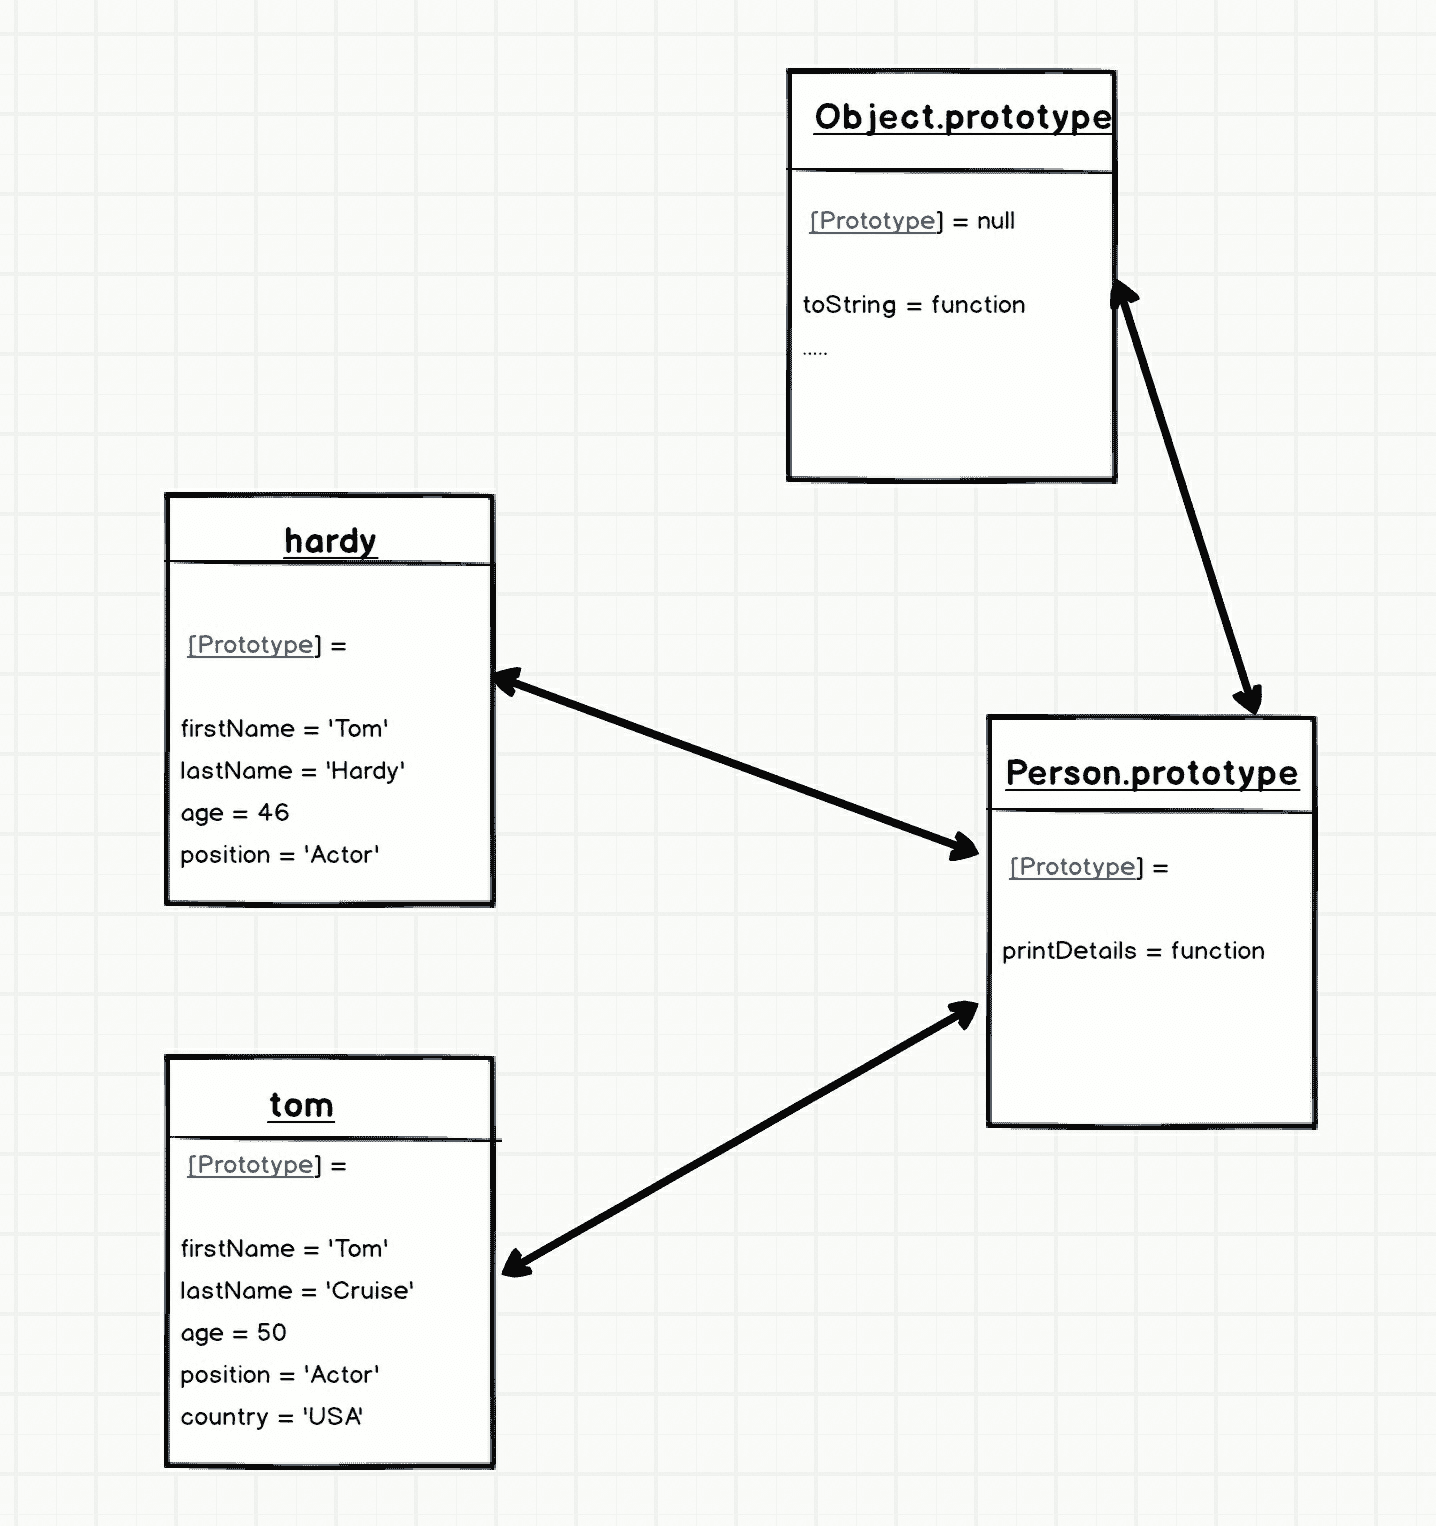 Object.prototype
[Prototype] = null
toString = function
.....
hardy
[Prototype] =
firstName = 'Tom'
lastName = 'Hardy'
age = 46
position = 'Actor'
Person.prototype
[Prototype] =
printDetails = function
tom
[Prototype] =
firstName = 'Tom'
lastName = 'Cruise'
age = 50
position = 'Actor'
country = 'USA'